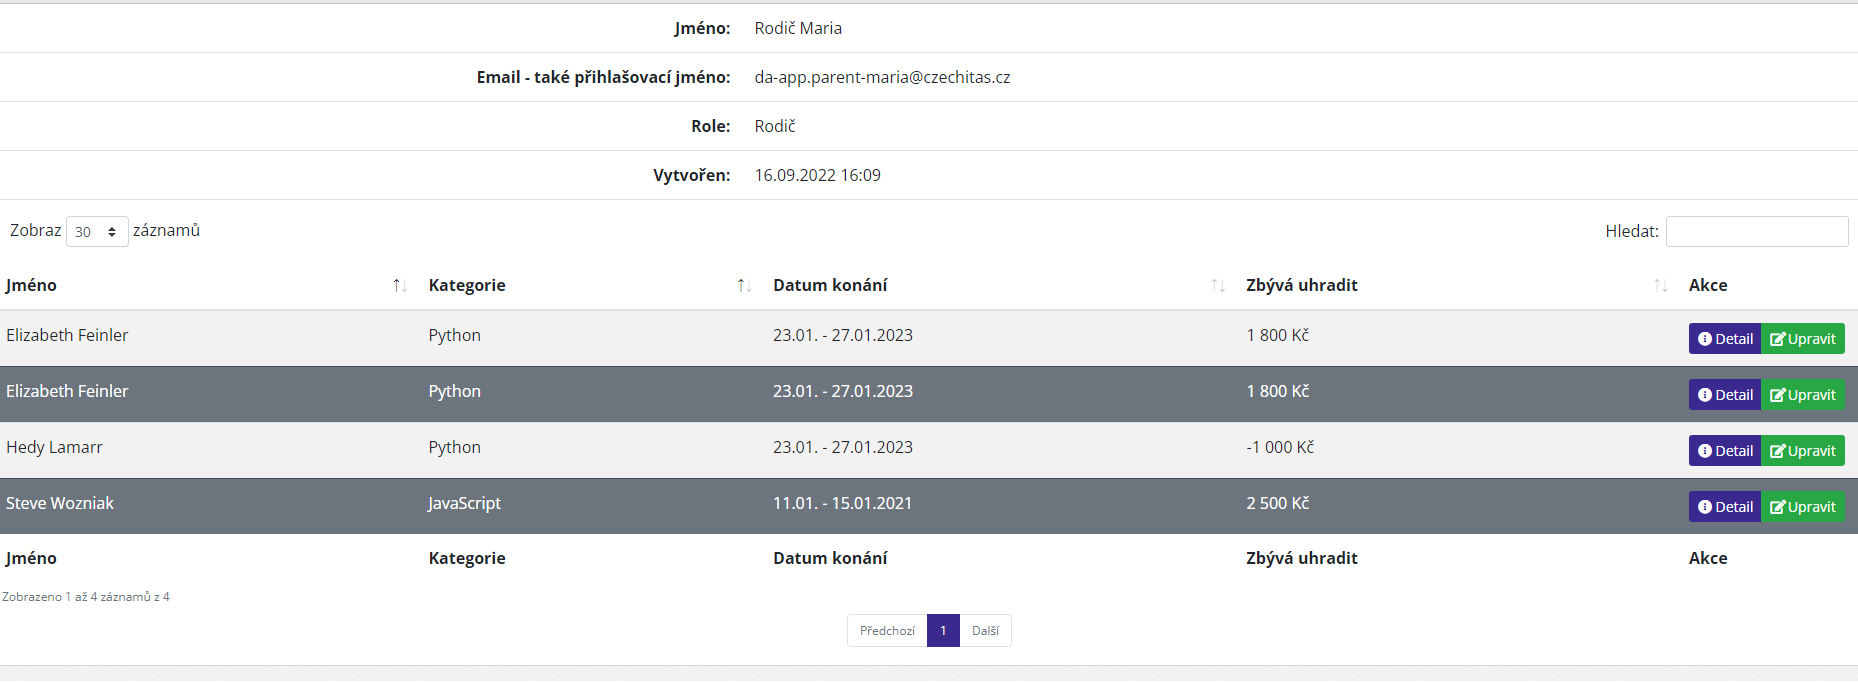 Jméno: Rodič Maria
Email - také přihlašovací jméno: da-app.parent-maria@czechitas.cz
Role: Rodič
Vytvořen: 16.09.2022 16:09
Zobraz 30 záznamů Hledat:
Jméno Kategorie Datum konání Zbývá uhradit Akce
Elizabeth Feinler Python 23.01. - 27.01.2023 1 800 Kč Detail Upravit
Elizabeth Feinler Python 23.01. - 27.01.2023 1 800 Kč Detail Upravit
Hedy Lamarr Python 23.01. - 27.01.2023 -1 000 Kč Detail Upravit
Steve Wozniak JavaScript 11.01. - 15.01.2021 2 500 Kč Detail Upravit
Jméno Kategorie Datum konání Zbývá uhradit Akce
Zobrazeno 1 až 4 záznamů z 4
Předchozí 1 Další